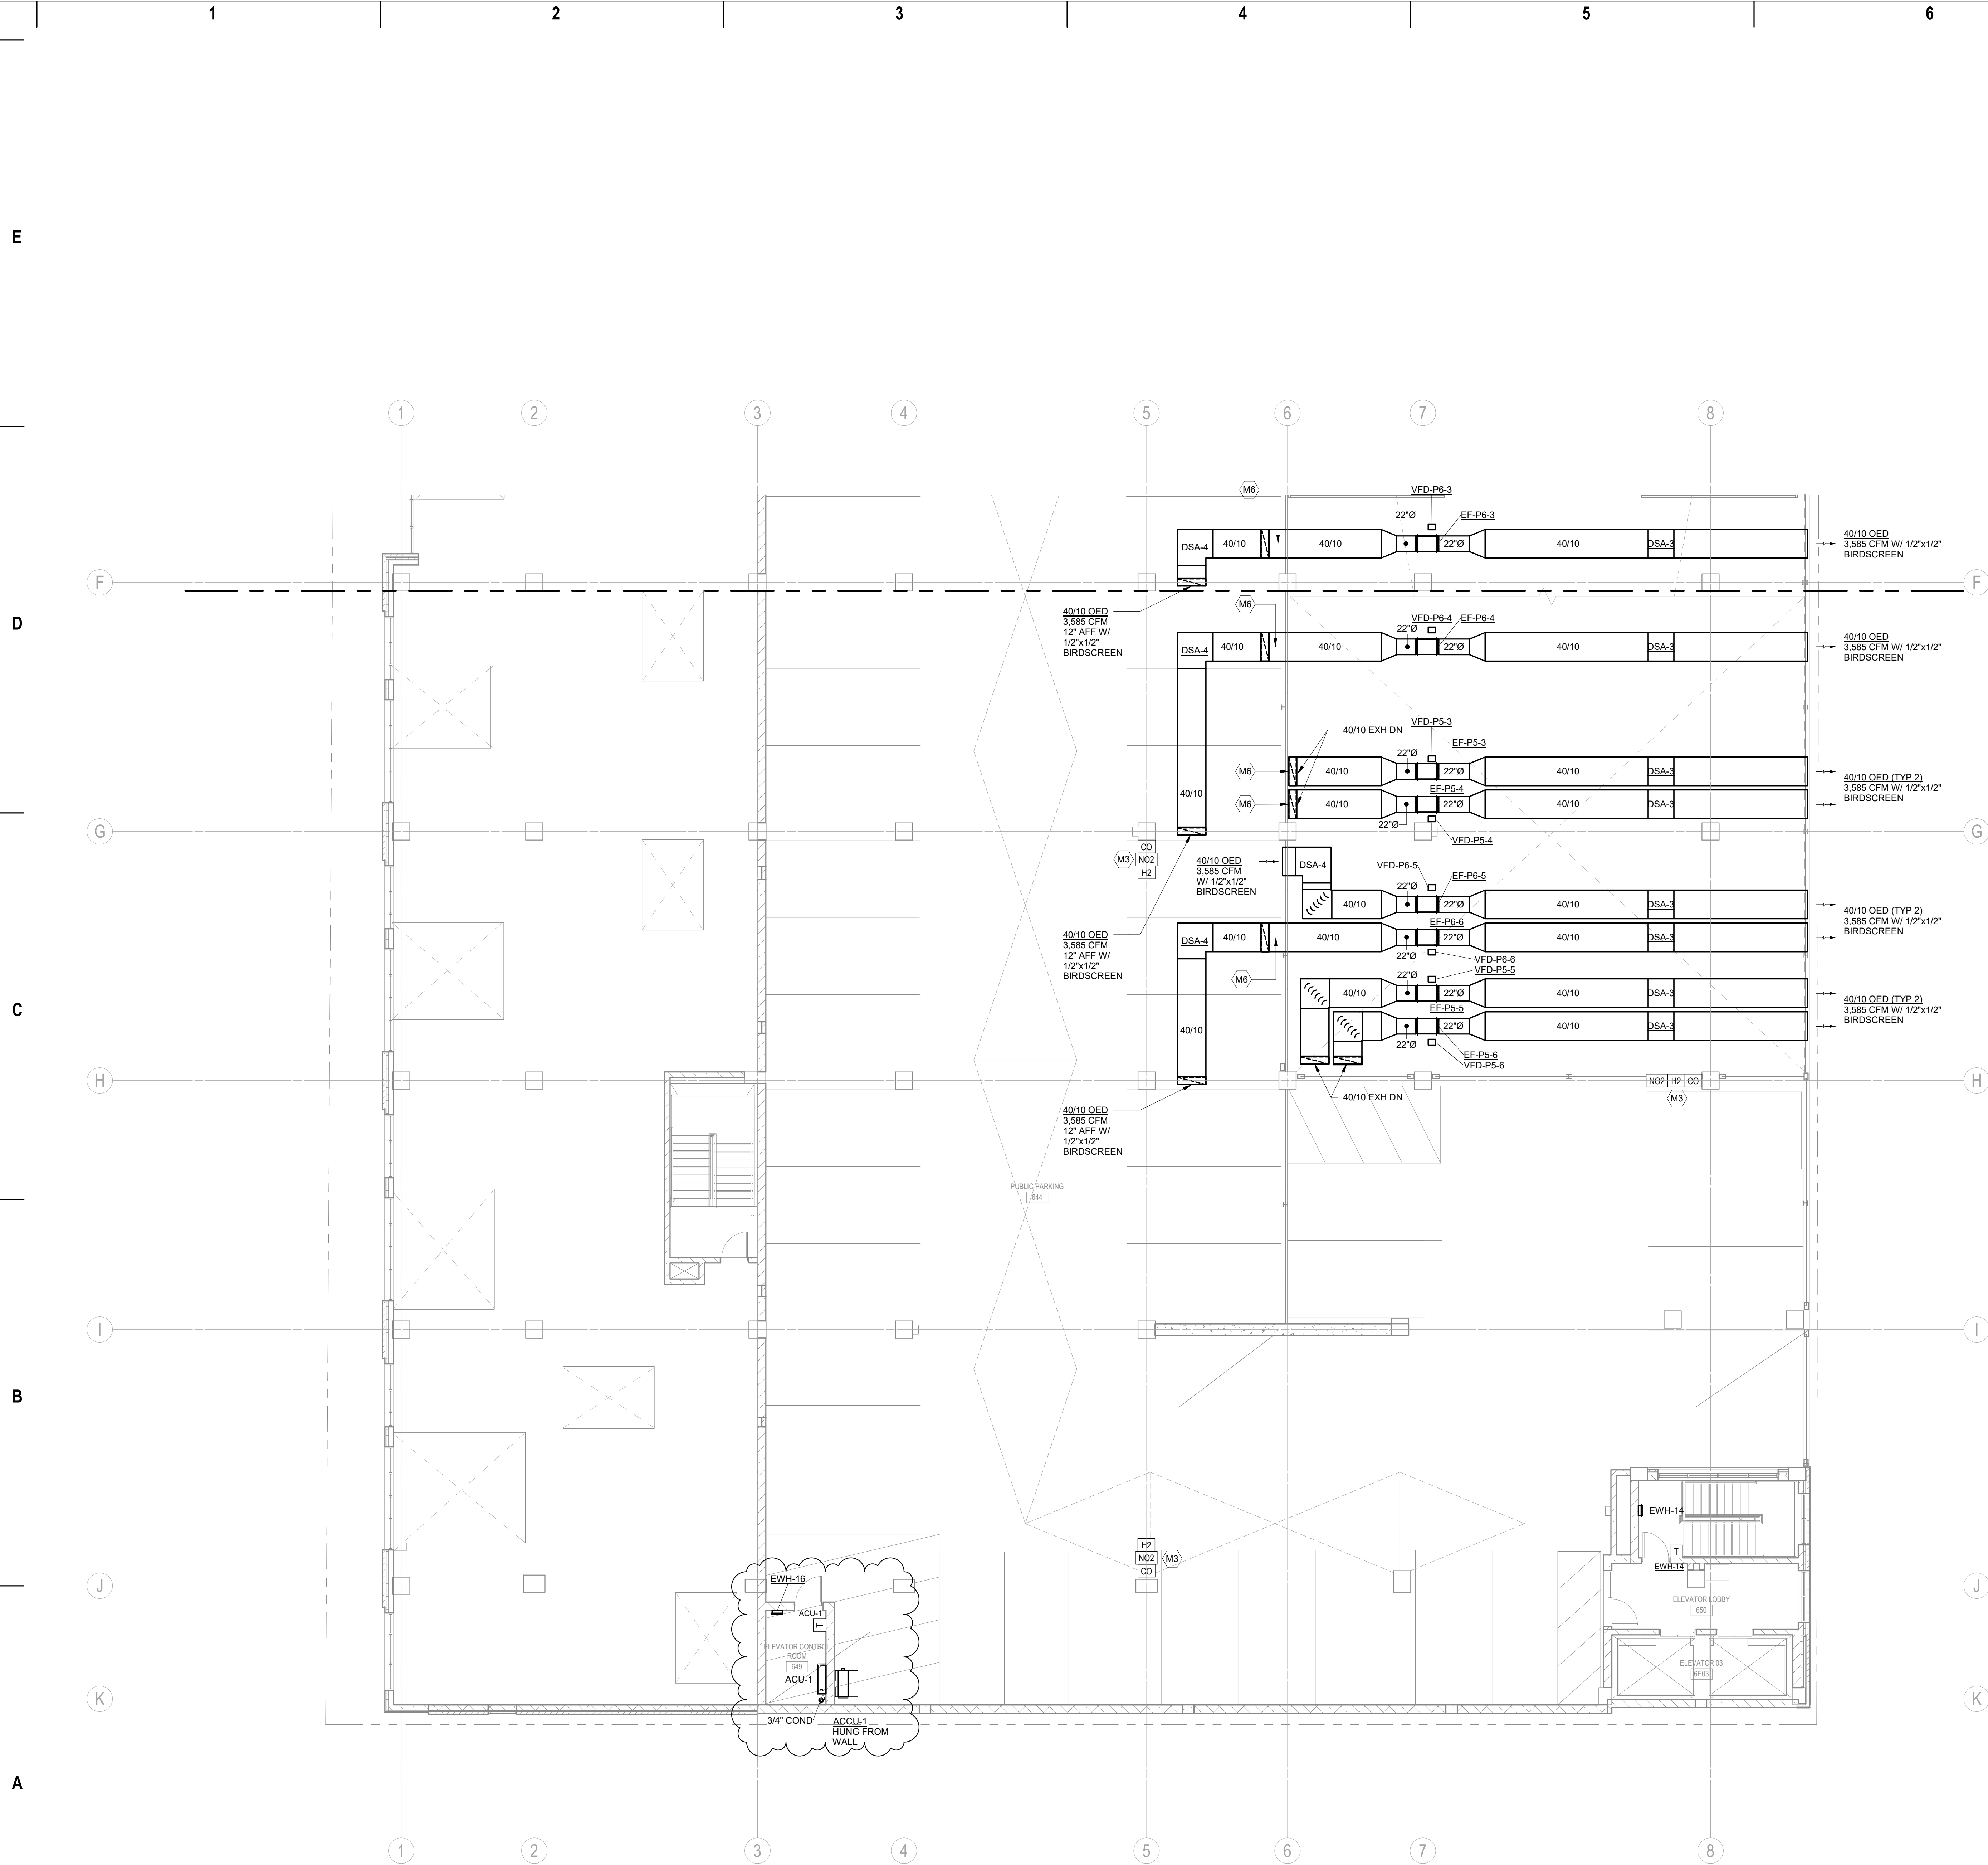 1 2 3 4 5 6
E
D
C
B
A
1 2 3 4 5 6 7 8
F F
G G
H H
I I
J J
K K
M6
VFD-P6-3
22"Ø
EF-P6-3
DSA-4
40/10
40/10
22"Ø
40/10
DSA-3
40/10 OED
3,585 CFM W/ 1/2"x1/2"
BIRDSCREEN
40/10 OED
3,585 CFM
12" AFF W/
1/2"x1/2"
BIRDSCREEN
M6
VFD-P6-4
22"Ø
EF-P6-4
DSA-4
40/10
40/10
22"Ø
40/10
DSA-3
40/10 OED
3,585 CFM W/ 1/2"x1/2"
BIRDSCREEN
VFD-P5-3
40/10 EXH DN
EF-P5-3
22"Ø
M6
40/10
22"Ø
40/10
DSA-3
40/10 OED (TYP 2)
3,585 CFM W/ 1/2"x1/2"
BIRDSCREEN
EF-P5-4
40/10
M6
40/10
22"Ø
40/10
DSA-3
22"Ø
VFD-P5-4
CO
M3
NO2
H2
40/10 OED
3,585 CFM
W/ 1/2"x1/2"
BIRDSCREEN
DSA-4
VFD-P6-5
EF-P6-5
22"Ø
40/10
22"Ø
40/10
DSA-3
40/10 OED (TYP 2)
3,585 CFM W/ 1/2"x1/2"
BIRDSCREEN
EF-P6-6
40/10 OED
3,585 CFM
12" AFF W/
1/2"x1/2"
BIRDSCREEN
DSA-4
40/10
40/10
22"Ø
40/10
DSA-3
22"Ø
VFD-P6-6
VFD-P5-5
M6
22"Ø
40/10
22"Ø
40/10
DSA-3
40/10 OED (TYP 2)
3,585 CFM W/ 1/2"x1/2"
BIRDSCREEN
EF-P5-5
40/10
22"Ø
40/10
DSA-3
22"Ø
EF-P5-6
VFD-P5-6
NO2 H2 CO
M3
40/10 EXH DN
40/10 OED
3,585 CFM
12" AFF W/
1/2"x1/2"
BIRDSCREEN
PUBLIC PARKING
644
EWH-14
T
EWH-14
H2
NO2
CO
M3
ELEVATOR LOBBY
650
ELEVATOR 03
6E03
EWH-16
ACU-1
T
ELEVATOR CONTROL
ROOM
649
ACU-1
3/4" COND
ACCU-1
HUNG FROM
WALL
1 2 3 4 5 6 7 8